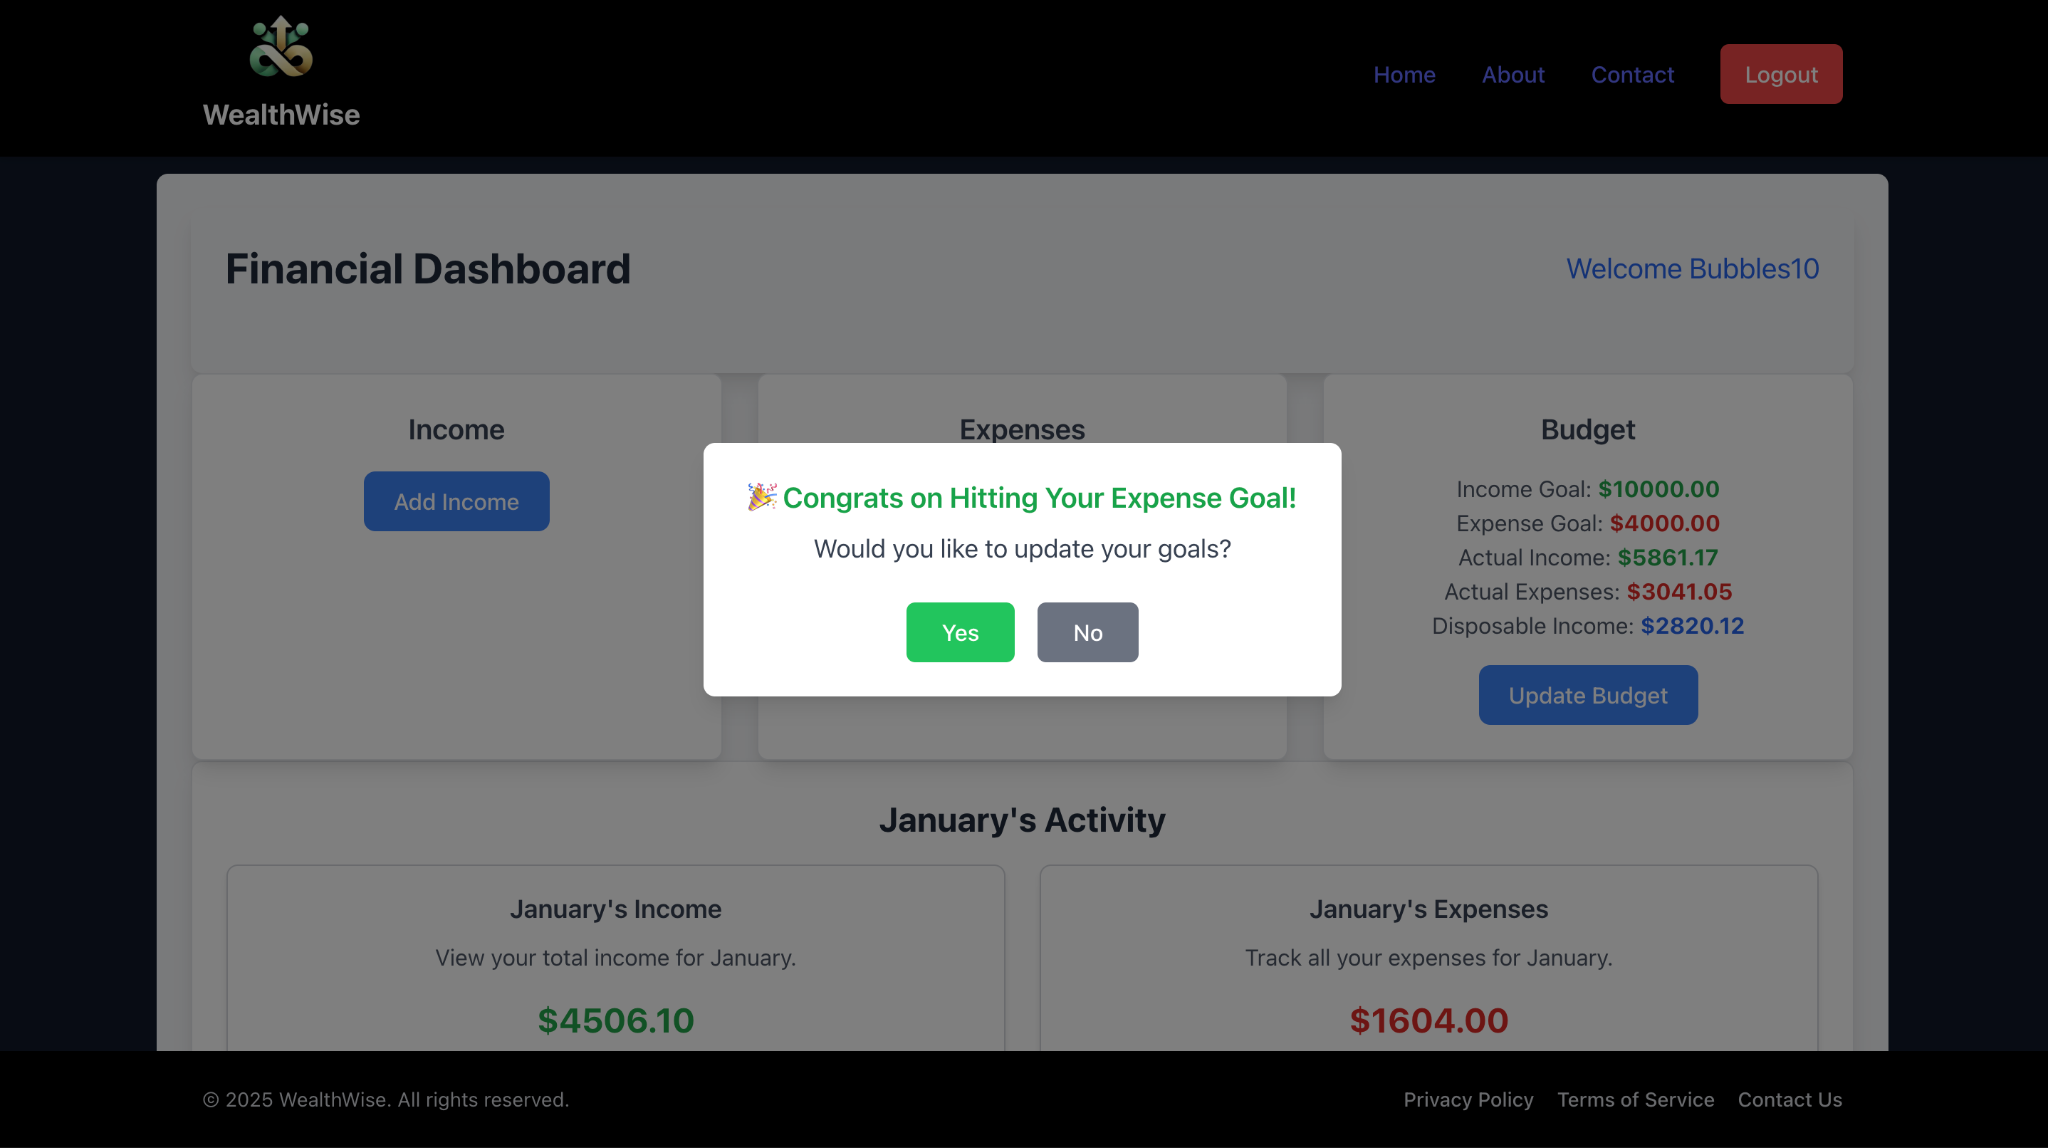 WealthWise
Home About Contact Logout
Financial Dashboard
Welcome Bubbles10
Income
Add Income
Expenses
Budget
Income Goal: $10000.00
Expense Goal: $4000.00
Actual Income: $5861.17
Actual Expenses: $3041.05
Disposable Income: $2820.12
Update Budget
🎉 Congrats on Hitting Your Expense Goal!
Would you like to update your goals?
Yes No
January's Activity
January's Income
View your total income for January.
$4506.10
January's Expenses
Track all your expenses for January.
$1604.00
© 2025 WealthWise. All rights reserved.
Privacy Policy Terms of Service Contact Us